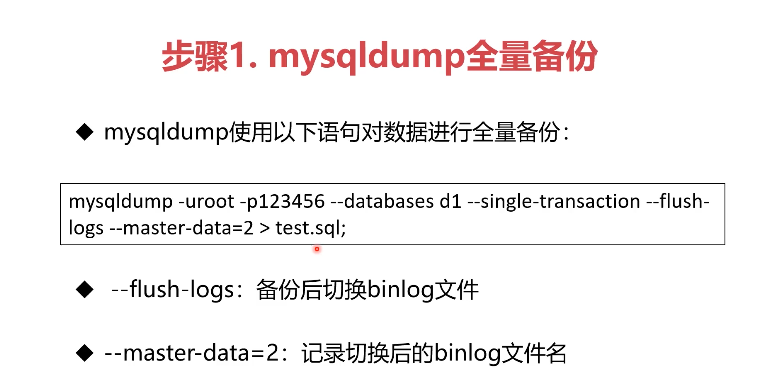 步骤1. mysqldump全量备份
◆ mysqldump使用以下语句对数据进行全量备份：
mysqldump -uroot -p123456 --databases d1 --single-transaction --flush-
logs --master-data=2 > test.sql;
◆ --flush-logs：备份后切换binlog文件
◆ --master-data=2：记录切换后的binlog文件名